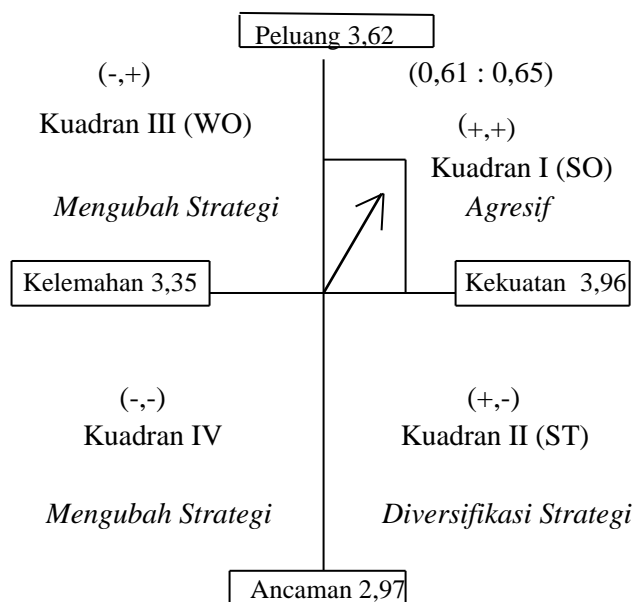 Peluang 3,62
(-,+)
(0,61 : 0,65)
Kuadran III (WO)
(+,+)
Kuadran I (SO)
Mengubah Strategi
Agresif
Kelemahan 3,35
Kekuatan 3,96
(-,-)
(+,-)
Kuadran IV
Kuadran II (ST)
Mengubah Strategi
Diversifikasi Strategi
Ancaman 2,97